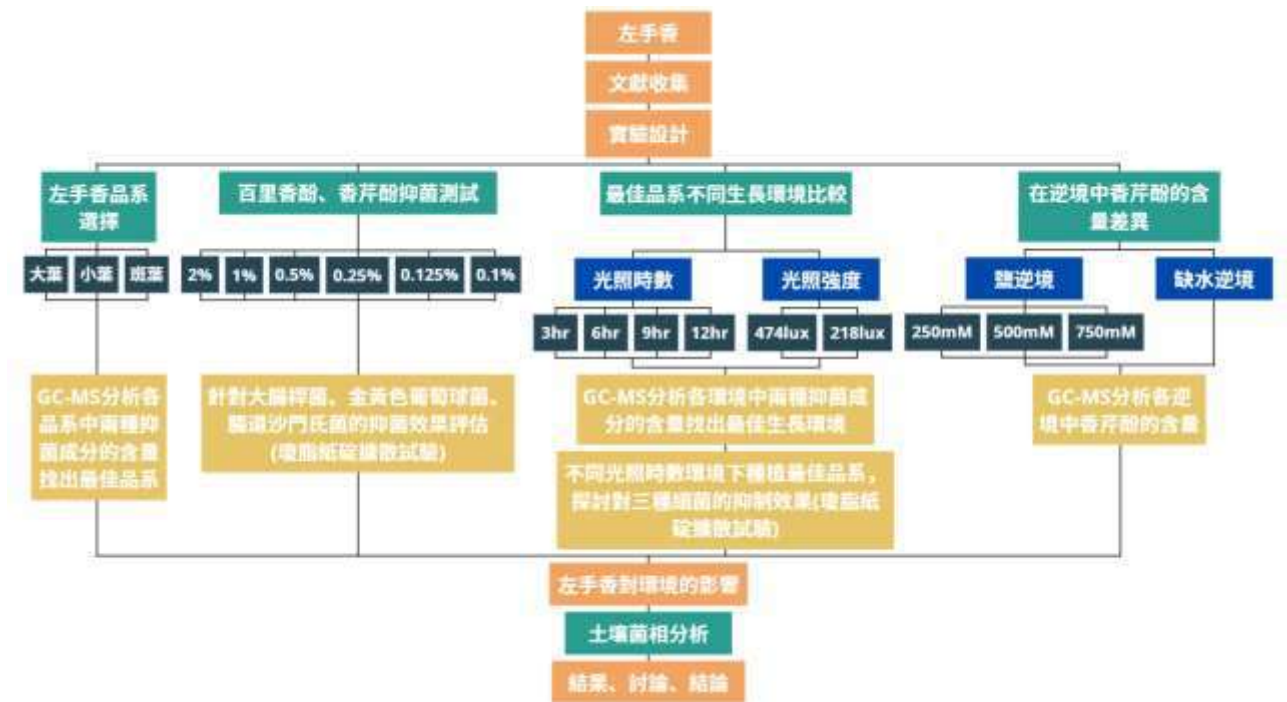 左手香
文獻收集
實驗設計
左手香品系
選擇
百里香酚、香芹酚抑菌測試
最佳品系不同生長環境比較
在逆境中香芹酚的含
量差異
大葉
小葉
斑葉
2%
1%
0.5%
0.25%
0.125%
0.1%
光照時數
光照強度
鹽逆境
缺水逆境
3hr
6hr
9hr
12hr
474lux
218lux
250mM
500mM
750mM
GC-MS分析各
品系中兩種抑
菌成分的含量
找出最佳品系
針對大腸桿菌、金黃色葡萄球菌、
腸道沙門氏菌的抑菌效果評估
(瓊脂紙碇擴散試驗)
GC-MS分析各環境中兩種抑菌成
分的含量找出最佳生長環境
不同光照時數環境下種植最佳品系，
探討對三種細菌的抑制效果(瓊脂紙
碇擴散試驗)
GC-MS分析各逆
境中香芹酚的含量
左手香對環境的影響
土壤菌相分析
結果、討論、結論